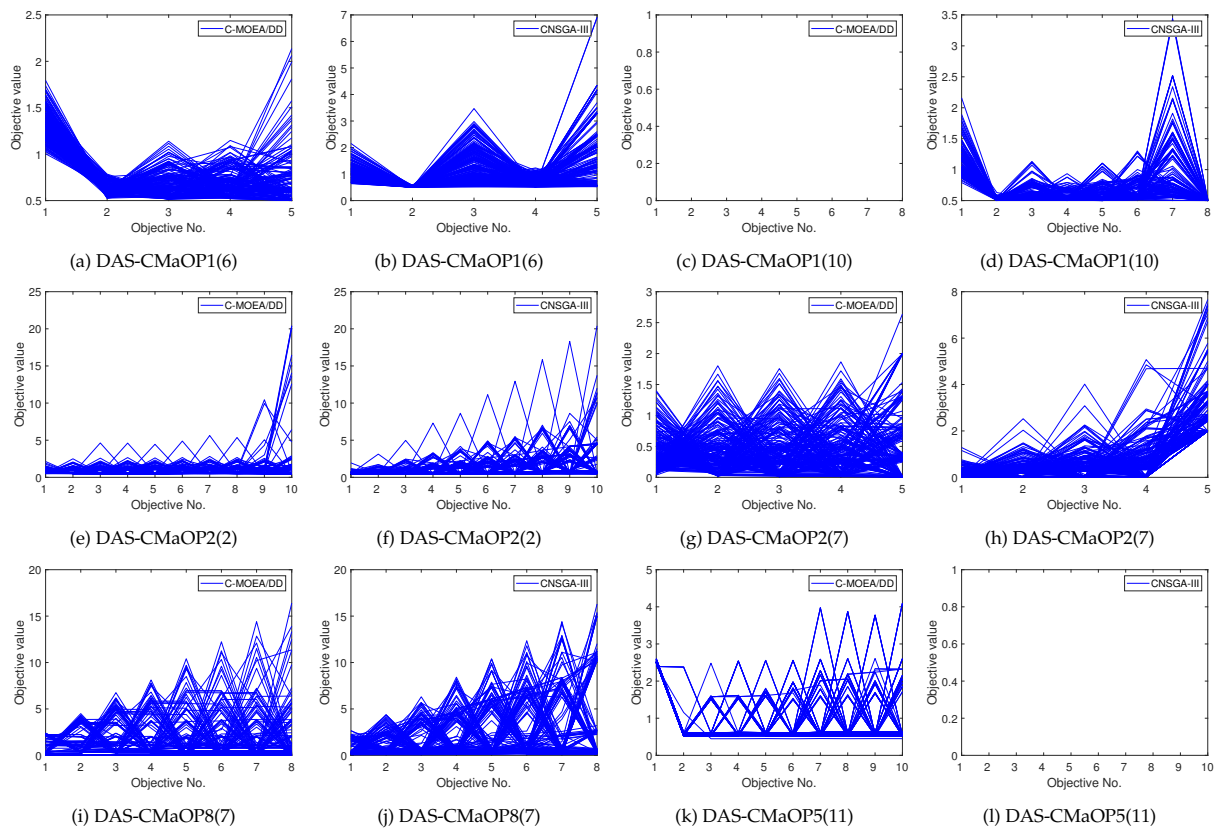 2.5
2
1.5
1
0.5
Objective value
C-MOEA/DD
1 2 3 4 5
Objective No.
(a) DAS-CMaOP1(6)
7
6
5
4
3
2
1
0
Objective value
CNSGA-III
1 2 3 4 5
Objective No.
(b) DAS-CMaOP1(6)
1
0.8
0.6
0.4
0.2
0
Objective value
C-MOEA/DD
1 2 3 4 5 6 7 8
Objective No.
(c) DAS-CMaOP1(10)
3.5
3
2.5
2
1.5
1
0.5
Objective value
CNSGA-III
1 2 3 4 5 6 7 8
Objective No.
(d) DAS-CMaOP1(10)
25
20
15
10
5
0
Objective value
C-MOEA/DD
1 2 3 4 5 6 7 8 9 10
Objective No.
(e) DAS-CMaOP2(2)
25
20
15
10
5
0
Objective value
CNSGA-III
1 2 3 4 5 6 7 8 9 10
Objective No.
(f) DAS-CMaOP2(2)
3
2.5
2
1.5
1
0.5
0
Objective value
C-MOEA/DD
1 2 3 4 5
Objective No.
(g) DAS-CMaOP2(7)
8
6
4
2
0
Objective value
CNSGA-III
1 2 3 4 5
Objective No.
(h) DAS-CMaOP2(7)
20
15
10
5
0
Objective value
C-MOEA/DD
1 2 3 4 5 6 7 8
Objective No.
(i) DAS-CMaOP8(7)
20
15
10
5
0
Objective value
CNSGA-III
1 2 3 4 5 6 7 8
Objective No.
(j) DAS-CMaOP8(7)
5
4
3
2
1
0
Objective value
C-MOEA/DD
1 2 3 4 5 6 7 8 9 10
Objective No.
(k) DAS-CMaOP5(11)
1
0.8
0.6
0.4
0.2
0
Objective value
CNSGA-III
1 2 3 4 5 6 7 8 9 10
Objective No.
(l) DAS-CMaOP5(11)